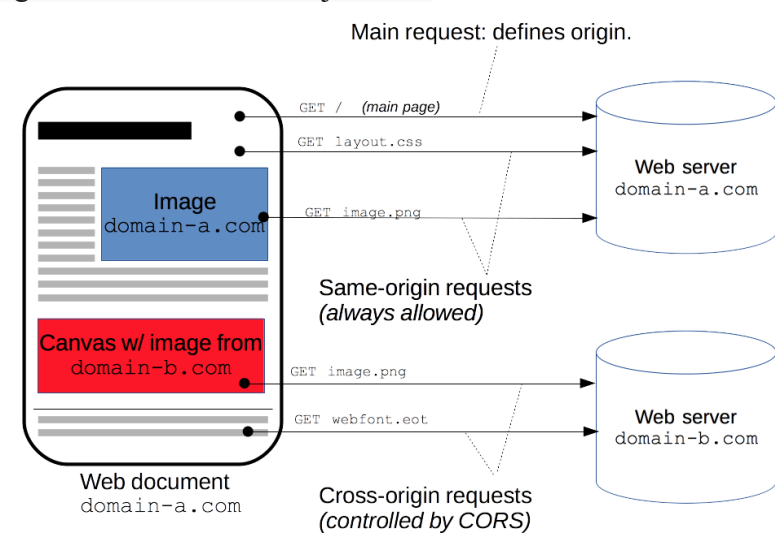 Main request: defines origin.
GET / (main page)
GET layout.css
Web server
domain-a.com
Image
domain-a.com
GET image.png
Same-origin requests
(always allowed)
Canvas w/ image from
domain-b.com
GET image.png
GET webfont.eot
Web server
domain-b.com
Web document
domain-a.com
Cross-origin requests
(controlled by CORS)